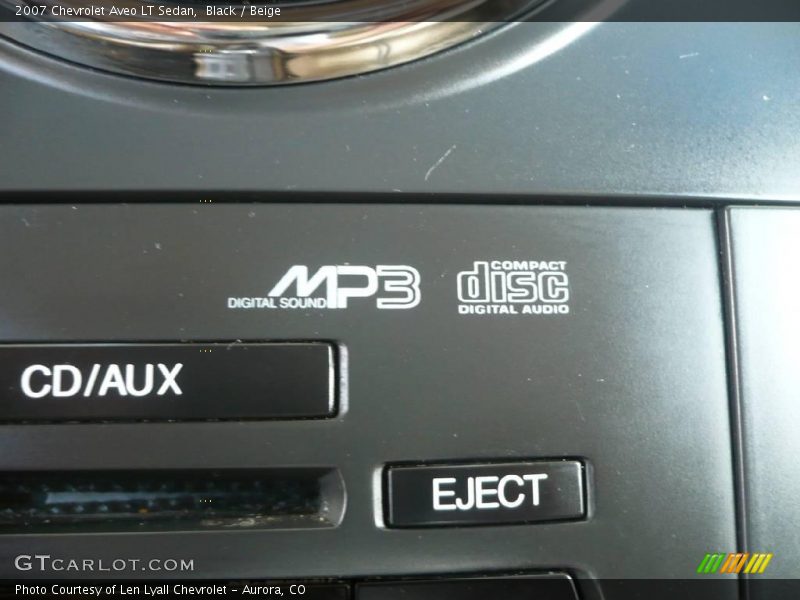 2007 Chevrolet Aveo LT Sedan, Black / Beige
DIGITAL SOUND MP3
COMPACT
disc
DIGITAL AUDIO
CD/AUX
EJECT
GTCARLOT.COM
Photo Courtesy of Len Lyall Chevrolet - Aurora, CO